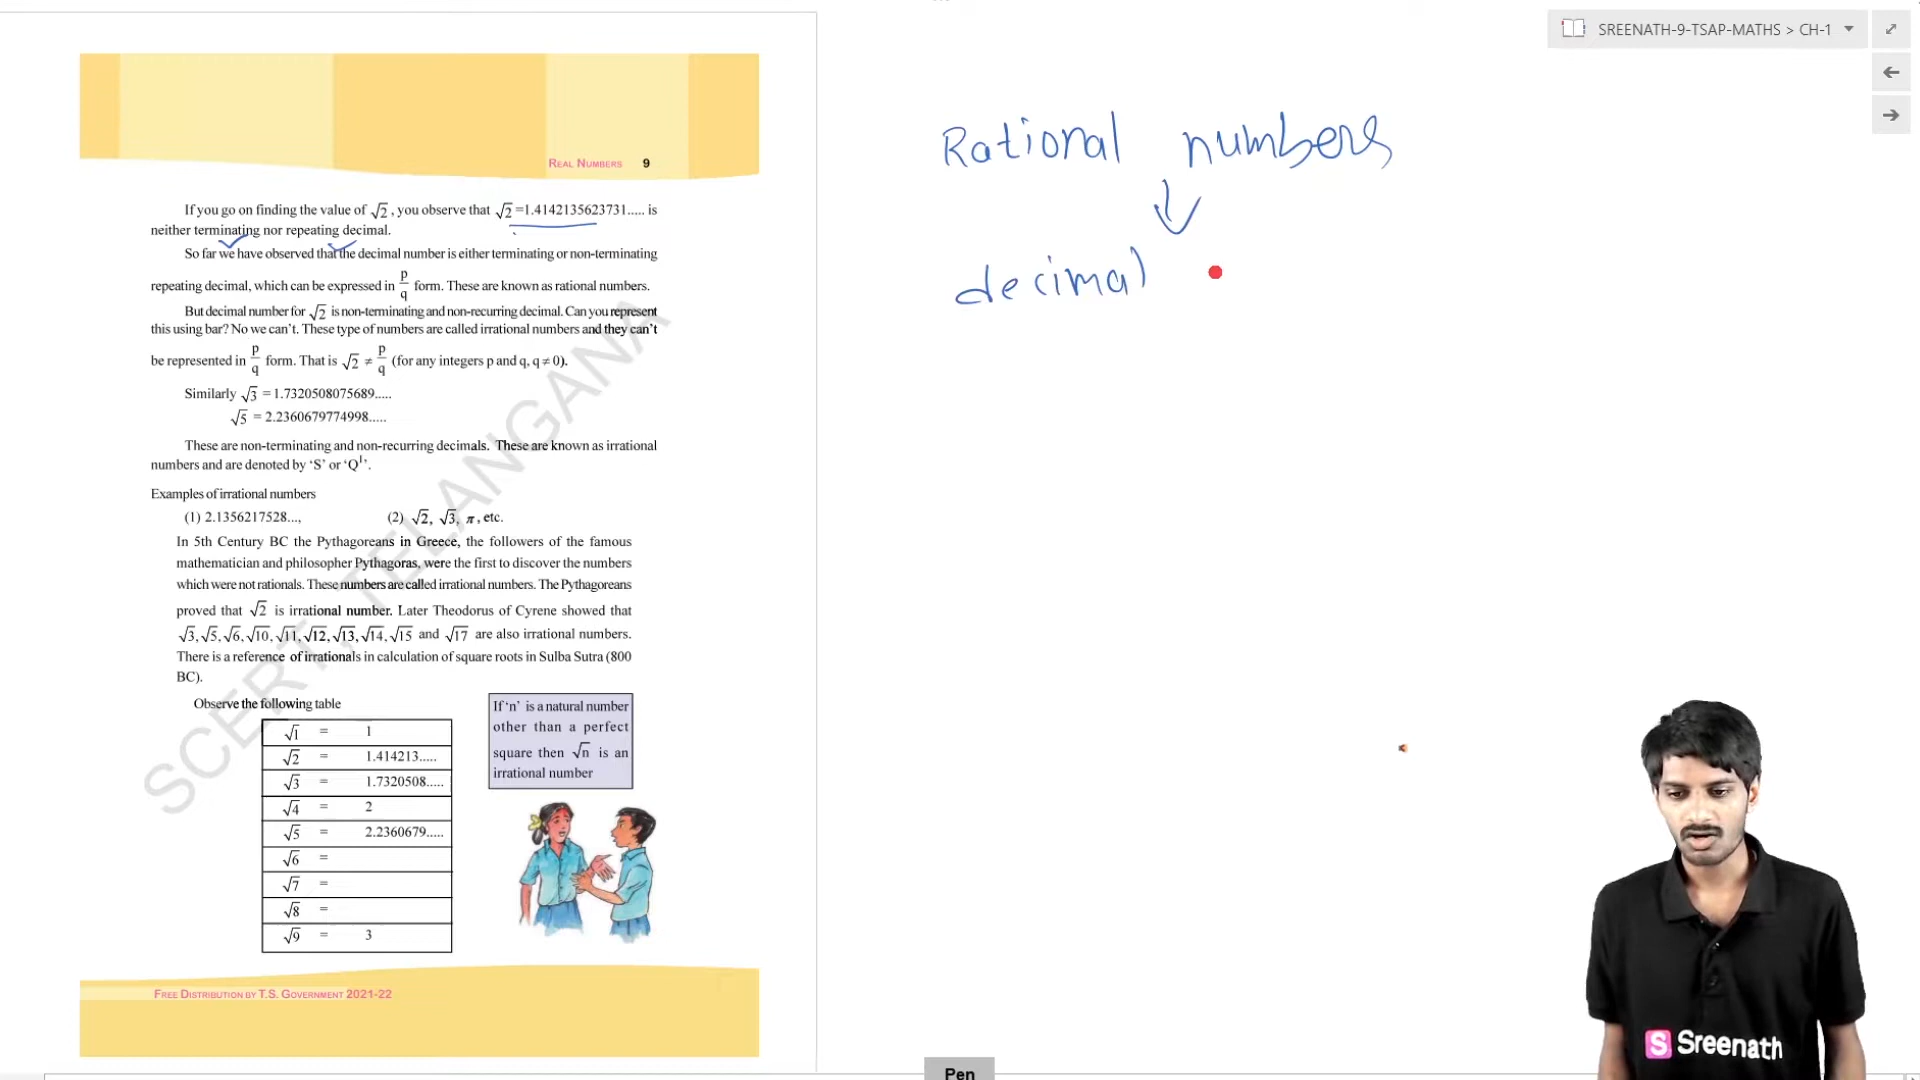 SREENATH-9-TSAP-MATHS > CH-1
REAL NUMBERS 9
If you go on finding the value of √2, you observe that √2 =1.4142135623731..... is
neither terminating nor repeating decimal.
So far we have observed that the decimal number is either terminating or non-terminating
repeating decimal, which can be expressed in p/q form. These are known as rational numbers.
But decimal number for √2 is non-terminating and non-recurring decimal. Can you represent
this using bar? No we can't. These type of numbers are called irrational numbers and they can't
be represented in p/q form. That is √2 ≠ p/q (for any integers p and q, q ≠ 0).
Similarly √3 =1.7320508075689.....
√5 = 2.2360679774998.....
These are non-terminating and non-recurring decimals. These are known as irrational
numbers and are denoted by 'S' or 'Q¹'.
Examples of irrational numbers
(1) 2.1356217528..., (2) √2, √3, π, etc.
In 5th Century BC the Pythagoreans in Greece, the followers of the famous
mathematician and philosopher Pythagoras, were the first to discover the numbers
which were not rationals. These numbers are called irrational numbers. The Pythagoreans
proved that √2 is irrational number. Later Theodorus of Cyrene showed that
√3, √5, √6, √10, √11, √12, √13, √14, √15 and √17 are also irrational numbers.
There is a reference of irrationals in calculation of square roots in Sulba Sutra (800
BC).
Observe the following table
√1 = 1
√2 = 1.414213.....
√3 = 1.7320508.....
√4 = 2
√5 = 2.2360679.....
√6 =
√7 =
√8 =
√9 = 3
If 'n' is a natural number
other than a perfect
square then √n is an
irrational number
SCERT, TELANGANA
FREE DISTRIBUTION BY T.S. GOVERNMENT 2021-22
Rational numbers
decimal
S Sreenath
Pen